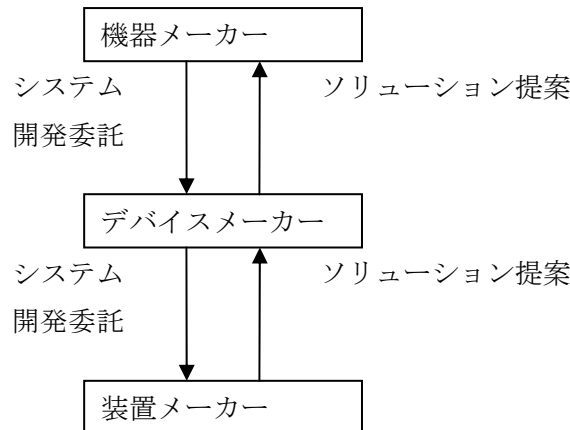 機器メーカー
システム
開発委託
ソリューション提案
デバイスメーカー
システム
開発委託
ソリューション提案
装置メーカー